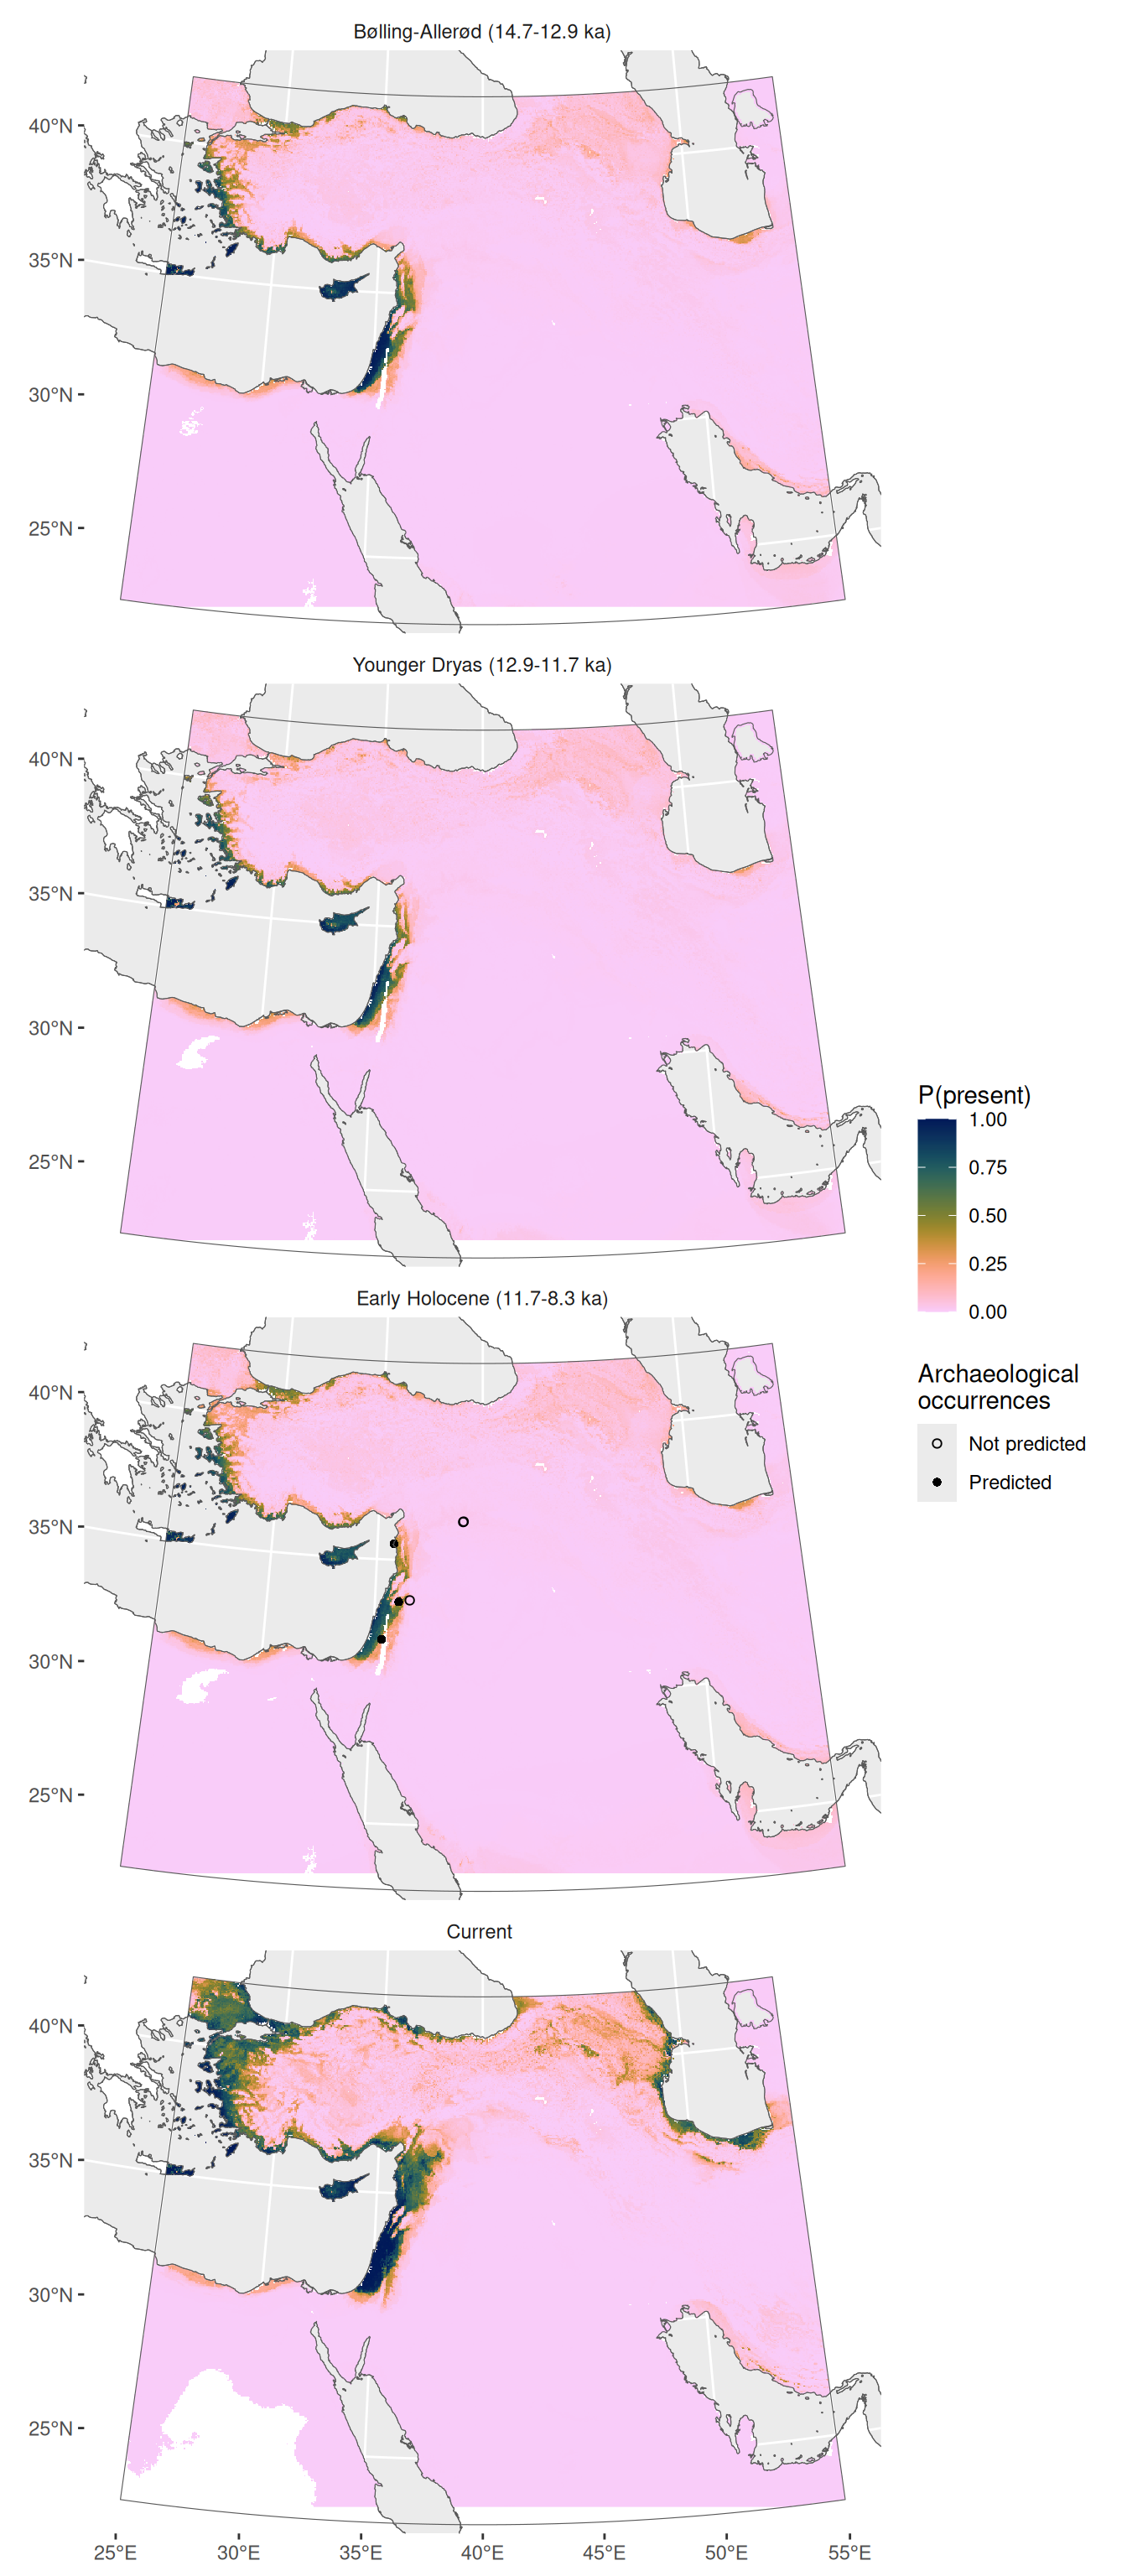 Bølling-Allerød (14.7-12.9 ka)
40°N
35°N
30°N
25°N
Younger Dryas (12.9-11.7 ka)
40°N
35°N
30°N
25°N
P(present)
1.00
0.75
0.50
0.25
0.00
Early Holocene (11.7-8.3 ka)
40°N
35°N
30°N
25°N
Archaeological
occurrences
Not predicted
Predicted
Current
40°N
35°N
30°N
25°N
25°E 30°E 35°E 40°E 45°E 50°E 55°E